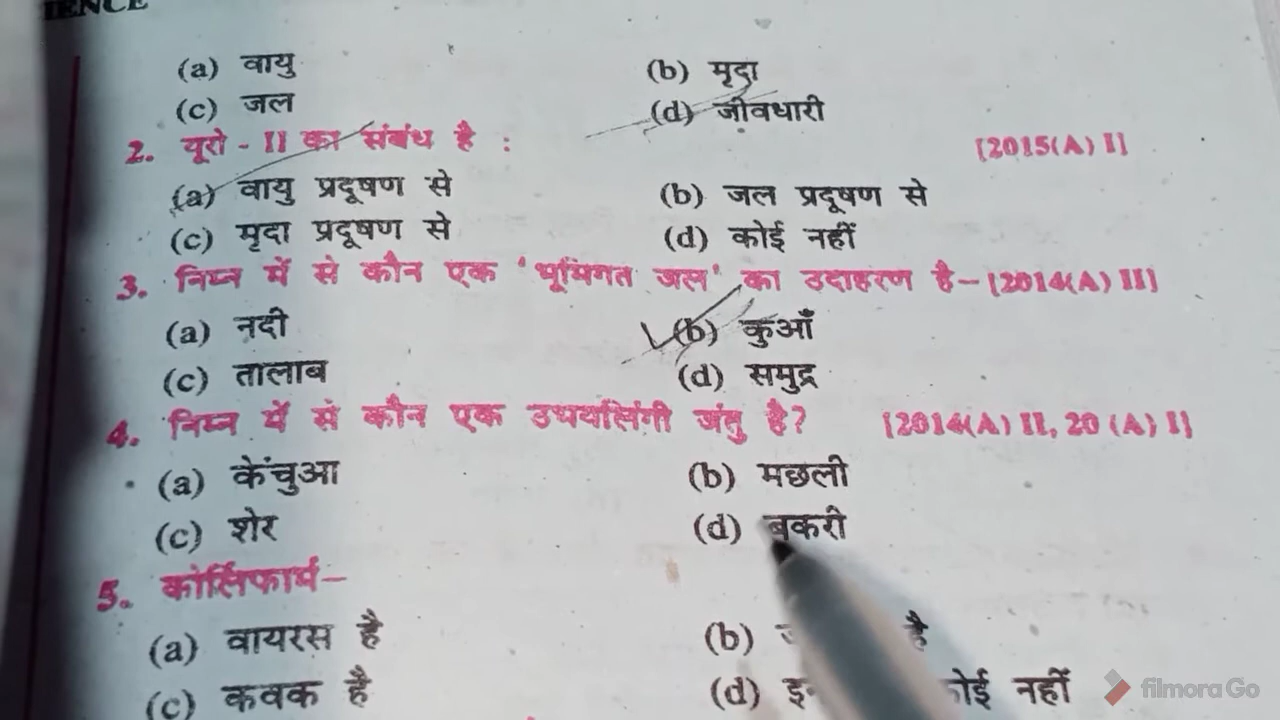 IENCE
(a) वायु (b) मृदा
(c) जल (d) जीवधारी
2. यूरो - II का संबंध है : [2015(A) I]
(a) वायु प्रदूषण से (b) जल प्रदूषण से
(c) मृदा प्रदूषण से (d) कोई नहीं
3. निम्न में से कौन एक 'भूमिगत जल' का उदाहरण है- [2014(A) II]
(a) नदी (b) कुआँ
(c) तालाब (d) समुद्र
4. निम्न में से कौन एक उभयलिंगी जंतु है? [2014(A) II, 20 (A) I]
(a) केंचुआ (b) मछली
(c) शेर (d) बकरी
5. कोलिफार्म-
(a) वायरस है (b) है
(c) कवक है (d) कोई नहीं
filmora Go